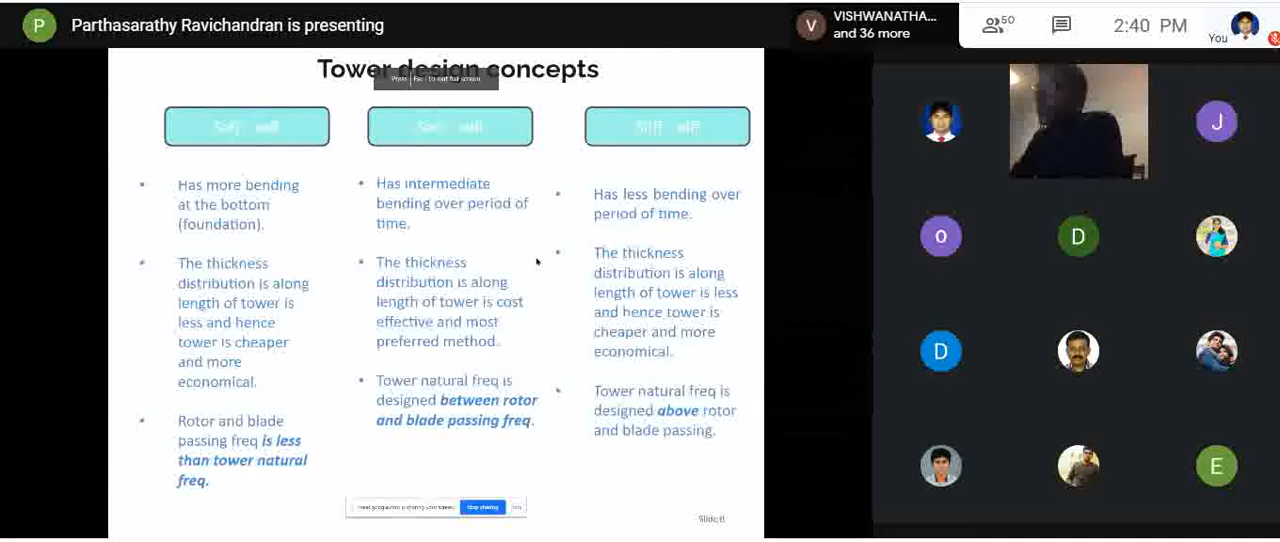 P
Parthasarathy Ravichandran is presenting
V
VISHWANATHA...
and 36 more
50
2:40 PM
You
Tower design concepts
Has more bending
at the bottom
(foundation).
The thickness
distribution is along
length of tower is
less and hence
tower is cheaper
and more
economical.
Rotor and blade
passing freq is less
than tower natural
freq.
Has intermediate
bending over period of
time.
The thickness
distribution is along
length of tower is cost
effective and most
preferred method.
Tower natural freq is
designed between rotor
and blade passing freq.
Has less bending over
period of time.
The thickness
distribution is along
length of tower is less
and hence tower is
cheaper and more
economical.
Tower natural freq is
designed above rotor
and blade passing.
Stop sharing
J
O
D
D
E